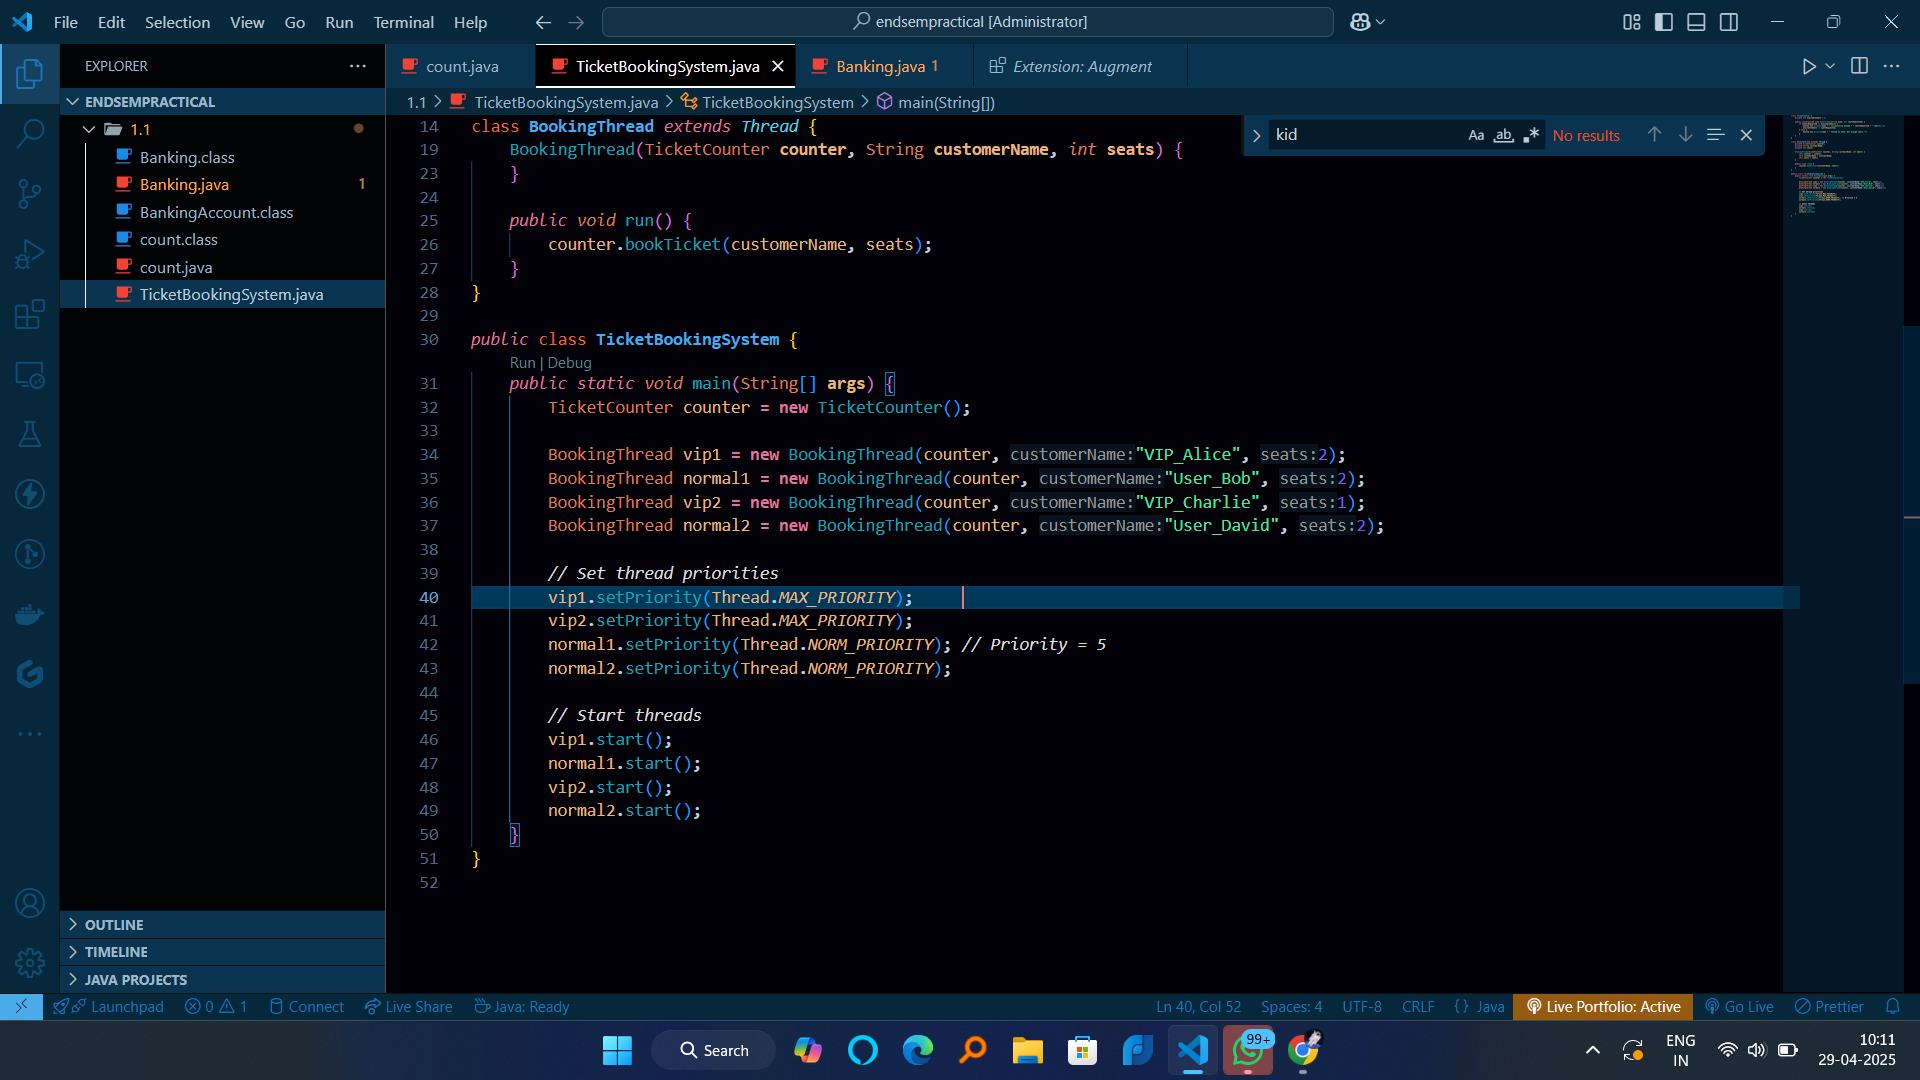 File Edit Selection View Go Run Terminal Help
endsempractical [Administrator]
EXPLORER
ENDSEMPRACTICAL
1.1
Banking.class
Banking.java 1
BankingAccount.class
count.class
count.java
TicketBookingSystem.java
OUTLINE
TIMELINE
JAVA PROJECTS
count.java TicketBookingSystem.java Banking.java 1 Extension: Augment
1.1 > TicketBookingSystem.java > TicketBookingSystem > main(String[])
kid Aa ab .* No results
14 class BookingThread extends Thread {
19 BookingThread(TicketCounter counter, String customerName, int seats) {
23 }
24
25 public void run() {
26 counter.bookTicket(customerName, seats);
27 }
28 }
29
30 public class TicketBookingSystem {
Run | Debug
31 public static void main(String[] args) {
32 TicketCounter counter = new TicketCounter();
33
34 BookingThread vip1 = new BookingThread(counter, customerName:"VIP_Alice", seats:2);
35 BookingThread normal1 = new BookingThread(counter, customerName:"User_Bob", seats:2);
36 BookingThread vip2 = new BookingThread(counter, customerName:"VIP_Charlie", seats:1);
37 BookingThread normal2 = new BookingThread(counter, customerName:"User_David", seats:2);
38
39 // Set thread priorities
40 vip1.setPriority(Thread.MAX_PRIORITY);
41 vip2.setPriority(Thread.MAX_PRIORITY);
42 normal1.setPriority(Thread.NORM_PRIORITY); // Priority = 5
43 normal2.setPriority(Thread.NORM_PRIORITY);
44
45 // Start threads
46 vip1.start();
47 normal1.start();
48 vip2.start();
49 normal2.start();
50 }
51 }
52
Launchpad 0 1 Connect Live Share Java: Ready Ln 40, Col 52 Spaces: 4 UTF-8 CRLF {} Java Live Portfolio: Active Go Live Prettier
Search 99+ ENG IN 10:11 29-04-2025